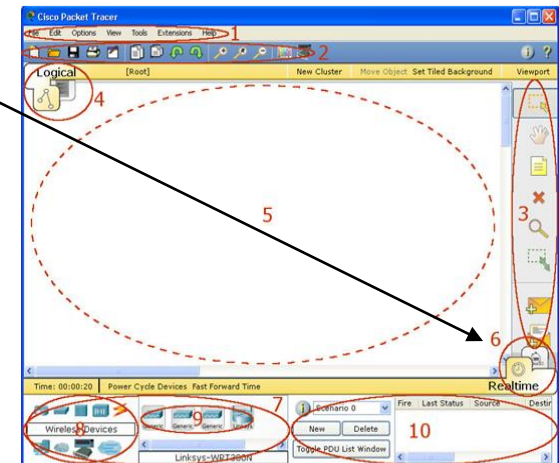 Cisco Packet Tracer
File Edit Options View Tools Extensions Help 1
2
Logical [Root] New Cluster Move Object Set Tiled Background Viewport
4
5
3
6
Realtime
Time: 00:00:20 Power Cycle Devices Fast Forward Time
7
Scenario 0 Fire Last Status Source Destin
9
Generic Generic Generic Linksys
Wireless Devices
8
New Delete
10
Toggle PDU List Window
Linksys-WRT300N